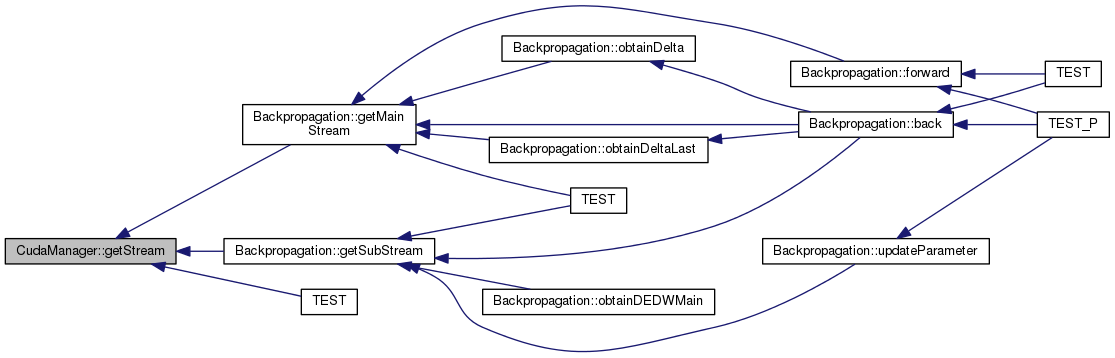 Backpropagation::obtainDelta
Backpropagation::forward
TEST
Backpropagation::getMain
Stream
Backpropagation::back
TEST_P
Backpropagation::obtainDeltaLast
TEST
CudaManager::getStream
Backpropagation::getSubStream
Backpropagation::updateParameter
TEST
Backpropagation::obtainDEDWMain